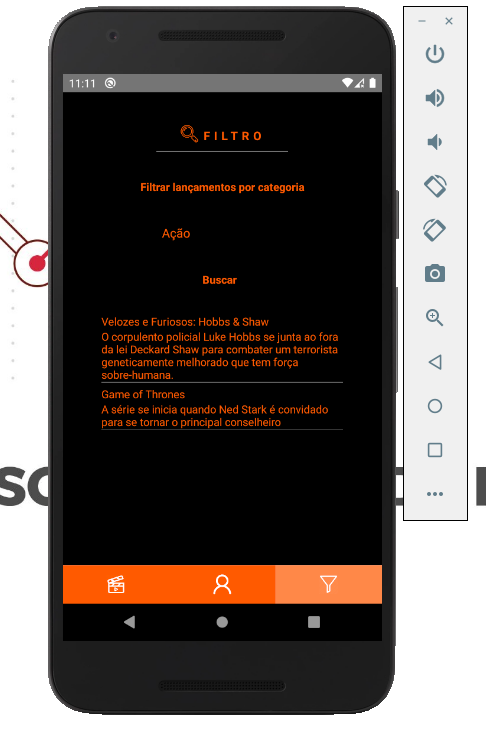 11:11
FILTRO
Filtrar lançamentos por categoria
Ação
Buscar
Velozes e Furiosos: Hobbs & Shaw
O corpulento policial Luke Hobbs se junta ao fora
da lei Deckard Shaw para combater um terrorista
geneticamente melhorado que tem força
sobre-humana.
Game of Thrones
A série se inicia quando Ned Stark é convidado
para se tornar o principal conselheiro